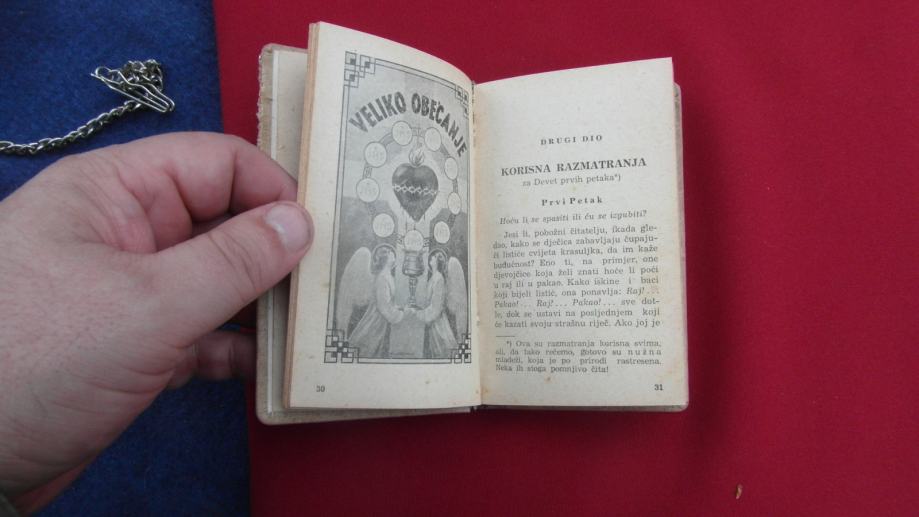 VELIKO OBEĆANJE
30
DRUGI DIO
KORISNA RAZMATRANJA
za Devet prvih petaka*)
Prvi Petak
Hoću li se spasiti ili ću se izgubiti?
Jesi li, pobožni čitatelju, ikada gle-
dao, kako se dječica zabavljaju čupaju-
ći listiće cvijeta krasuljka, da im kaže
budućnost? Eno ti, na primjer, one
djevojčice koja želi znati hoće li poći
u raj ili u pakao. Kako iskine i baci
koji bijeli listić, ona ponavlja: Raj!...
Pakao!... Raj!... Pakao!... sve dot-
le, dok se ustavi na posljednjem koji
će kazati svoju strašnu riječ. Ako joj je
*) Ova su razmatranja korisna svima,
ali, da tako rečemo, gotovo su nužna
mladeži, koja je po prirodi rastresena.
Neka ih stoga pomnjivo čita!
31